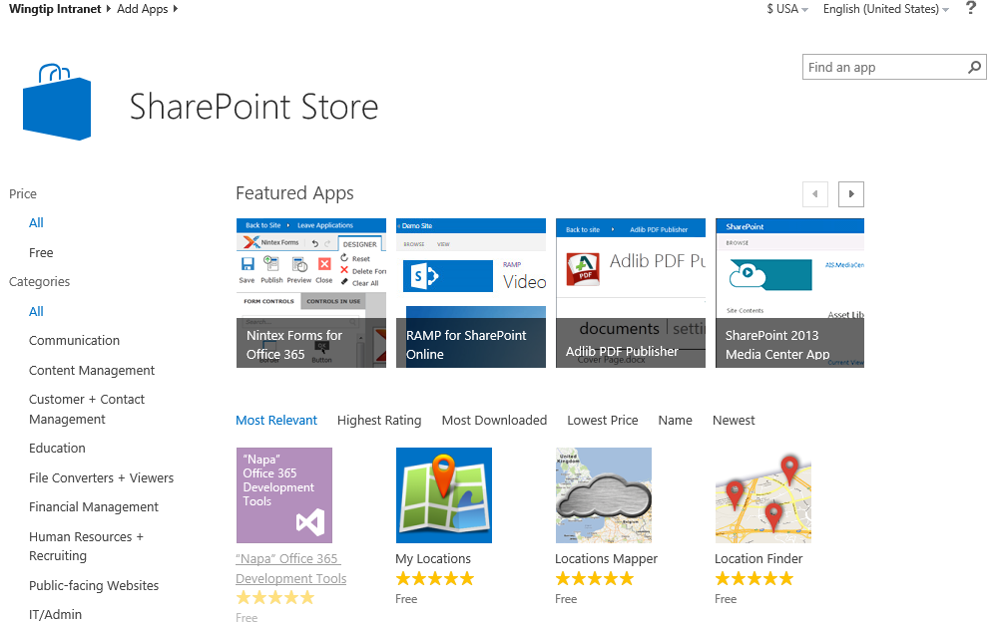 Wingtip Intranet Add Apps
$ USA English (United States) ?
Find an app
SharePoint Store
Price
All
Free
Categories
All
Communication
Content Management
Customer + Contact
Management
Education
File Converters + Viewers
Financial Management
Human Resources +
Recruiting
Public-facing Websites
IT/Admin
Featured Apps
Back to Site Leave Applications
Nintex Forms
DESIGNER
Save Publish Preview Close
Reset
Delete For
Clear All
FORM CONTROLS CONTROLS IN USE
Search...
Button
Nintex Forms for
Office 365
Demo Site
BROWSE VIEW
RAMP
Video
RAMP for SharePoint
Online
Back to site Adlib PDF Publisher
PDF
Adlib PDF Pu
documents settin
Cover Page.docx
Adlib PDF Publisher
SharePoint
BROWSE
AIS.MediaCen
Site Contents
Asset Lib
Current View
SharePoint 2013
Media Center App
Most Relevant Highest Rating Most Downloaded Lowest Price Name Newest
“Napa”
Office 365
Development
Tools
“Napa” Office 365
Development Tools
Free
My Locations
Free
United
Kingdom
Belgium
Locations Mapper
Free
Location Finder
Free